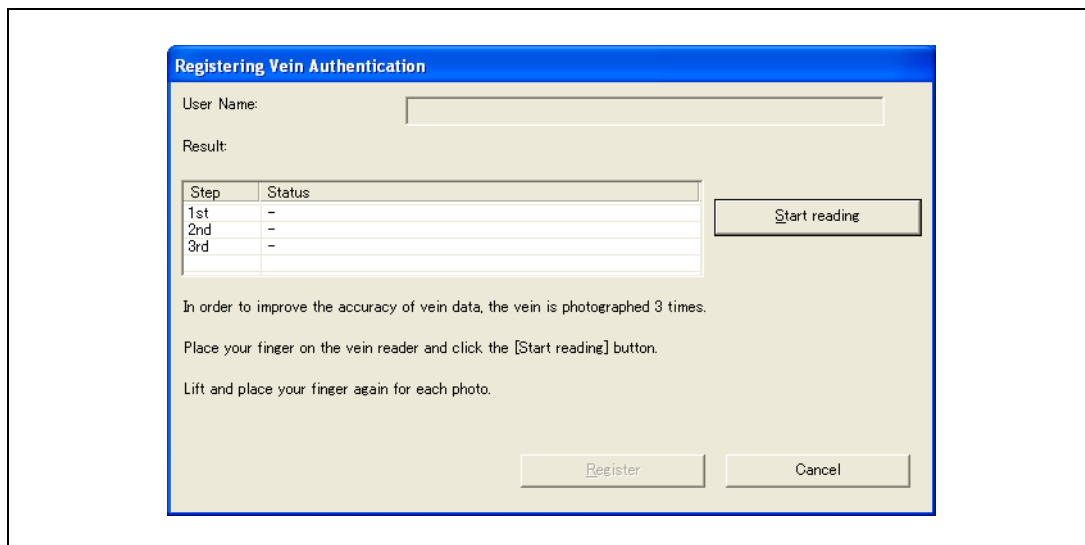 Registering Vein Authentication
User Name:
Result:
Step Status
1st -
2nd -
3rd -
Start reading
In order to improve the accuracy of vein data, the vein is photographed 3 times.
Place your finger on the vein reader and click the [Start reading] button.
Lift and place your finger again for each photo.
Register Cancel